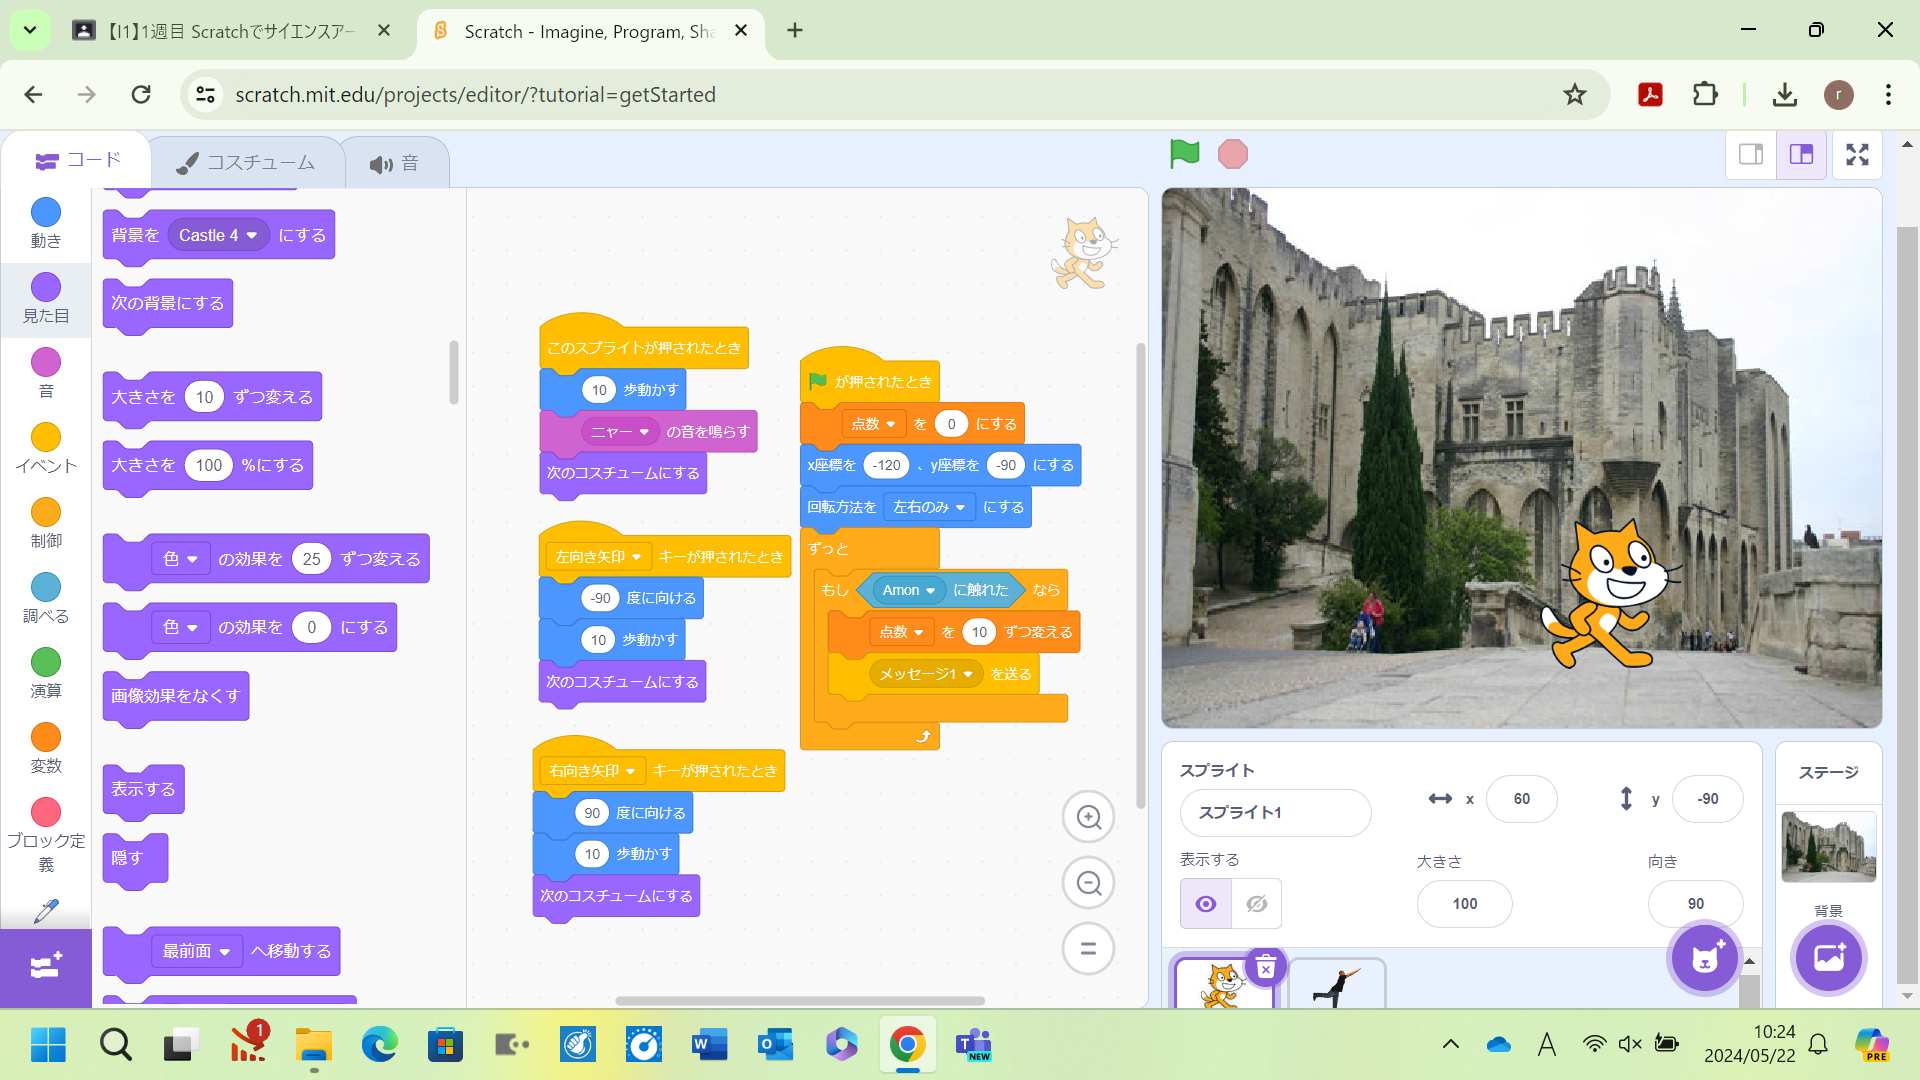 【I1】1週目 Scratchでサイエンスアー
Scratch - Imagine, Program, Sha
scratch.mit.edu/projects/editor/?tutorial=getStarted
r
コード
コスチューム
音
動き
見た目
音
イベント
制御
調べる
演算
変数
ブロック定
義
背景を Castle 4 にする
次の背景にする
大きさを 10 ずつ変える
大きさを 100 %にする
色 の効果を 25 ずつ変える
色 の効果を 0 にする
画像効果をなくす
表示する
隠す
最前面 へ移動する
このスプライトが押されたとき
10 歩動かす
ニャー の音を鳴らす
次のコスチュームにする
左向き矢印 キーが押されたとき
-90 度に向ける
10 歩動かす
次のコスチュームにする
右向き矢印 キーが押されたとき
90 度に向ける
10 歩動かす
次のコスチュームにする
が押されたとき
点数 を 0 にする
x座標を -120 、y座標を -90 にする
回転方法を 左右のみ にする
ずっと
もし Amon に触れた なら
点数 を 10 ずつ変える
メッセージ1 を送る
スプライト
スプライト1
x 60
y -90
表示する
大きさ
100
向き
90
ステージ
背景
1
W
O
T
NEW
A
10:24
2024/05/22
PRE